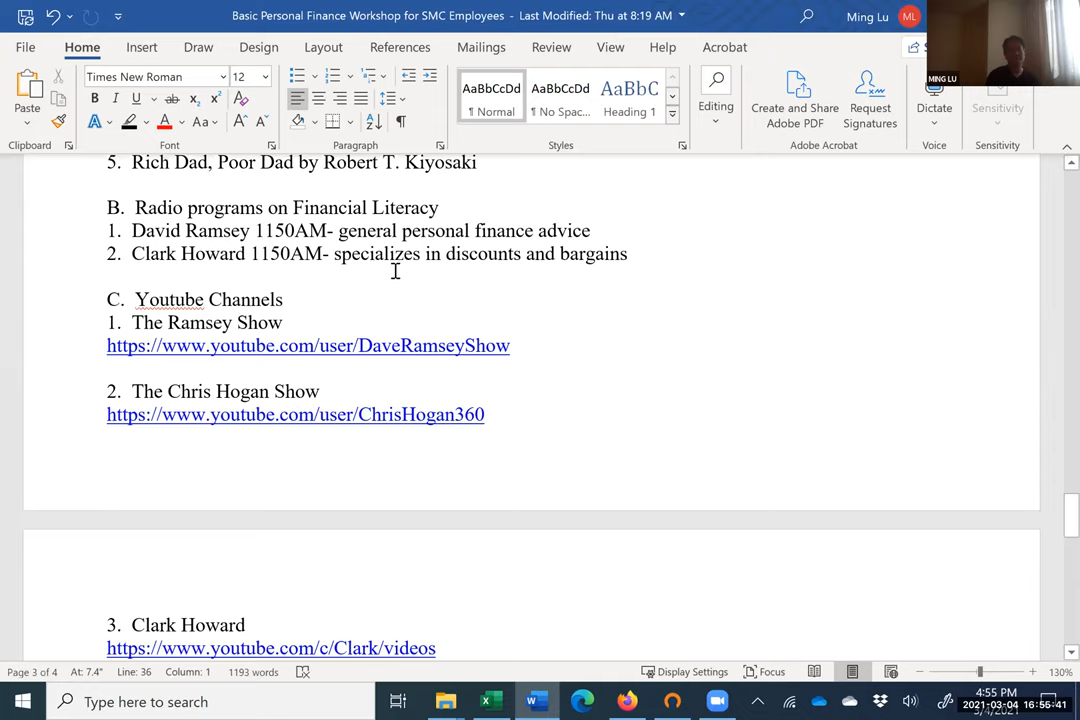 Basic Personal Finance Workshop for SMC Employees - Last Modified: Thu at 8:19 AM
Ming Lu
ML
File
Home
Insert
Draw
Design
Layout
References
Mailings
Review
View
Help
Acrobat
MING LU
Paste
Times New Roman
12
B I U ab x₂ x²
A A Aa A A
AaBbCcDd
¶ Normal
AaBbCcDd
¶ No Spac...
AaBbC
Heading 1
Editing
Create and Share
Adobe PDF
Request
Signatures
Dictate
Sensitivity
Clipboard
Font
Paragraph
Styles
Adobe Acrobat
Voice
Sensitivity
5. Rich Dad, Poor Dad by Robert T. Kiyosaki
B. Radio programs on Financial Literacy
1. David Ramsey 1150AM- general personal finance advice
2. Clark Howard 1150AM- specializes in discounts and bargains
C. Youtube Channels
1. The Ramsey Show
https://www.youtube.com/user/DaveRamseyShow
2. The Chris Hogan Show
https://www.youtube.com/user/ChrisHogan360
3. Clark Howard
https://www.youtube.com/c/Clark/videos
Page 3 of 4
At: 7.4"
Line: 36
Column: 1
1193 words
Display Settings
Focus
130%
Type here to search
4:55 PM
2021-03-04 16:55:41